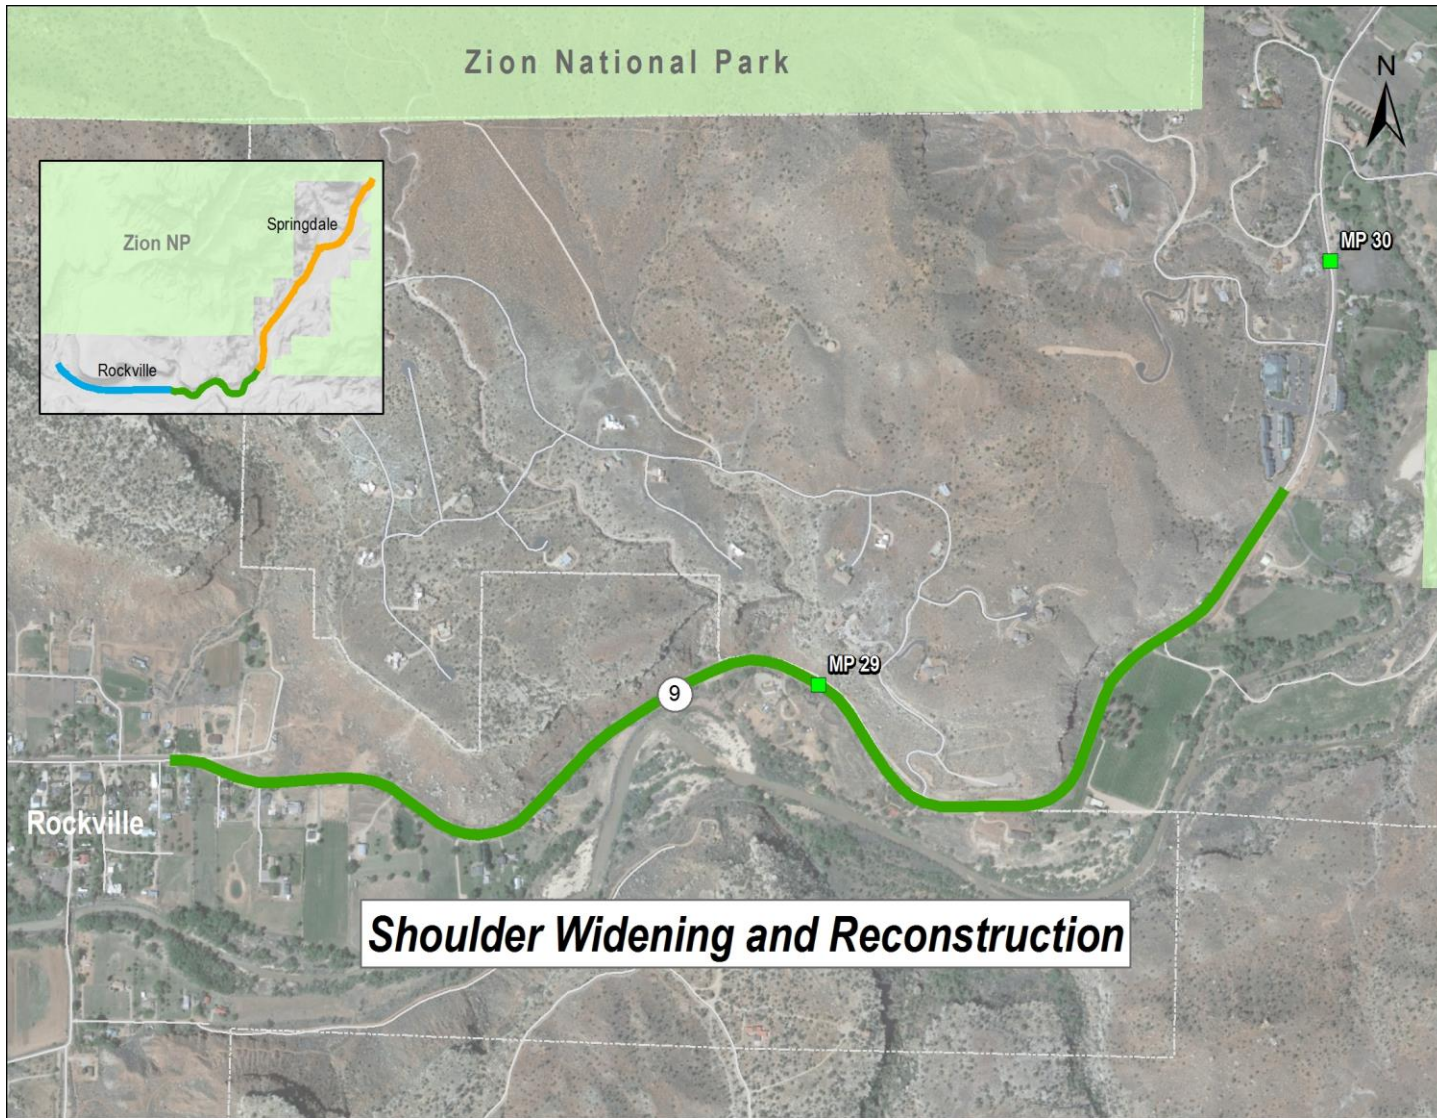 Zion National Park
N
Springdale
Zion NP
MP 30
Rockville
MP 29
9
Rockville
Shoulder Widening and Reconstruction